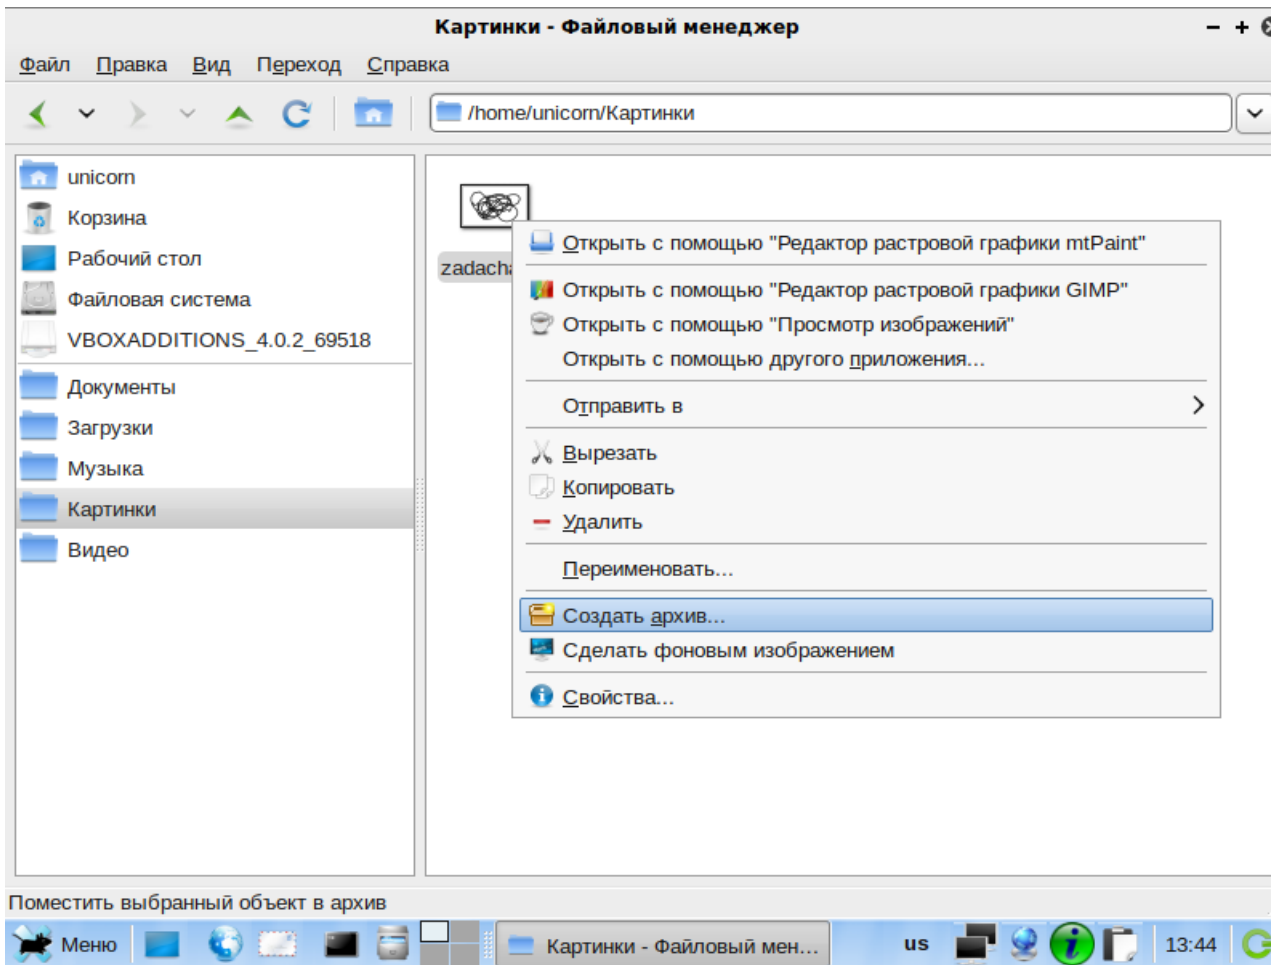 Картинки - Файловый менеджер
Файл Правка Вид Переход Справка
/home/unicorn/Картинки
unicorn
Корзина
Рабочий стол
Файловая система
VBOXADDITIONS_4.0.2_69518
Документы
Загрузки
Музыка
Картинки
Видео
zadach
Открыть с помощью "Редактор растровой графики mtPaint"
Открыть с помощью "Редактор растровой графики GIMP"
Открыть с помощью "Просмотр изображений"
Открыть с помощью другого приложения...
Отправить в
Вырезать
Копировать
Удалить
Переименовать...
Создать архив...
Сделать фоновым изображением
Свойства...
Поместить выбранный объект в архив
Меню
Картинки - Файловый мен...
us
13:44